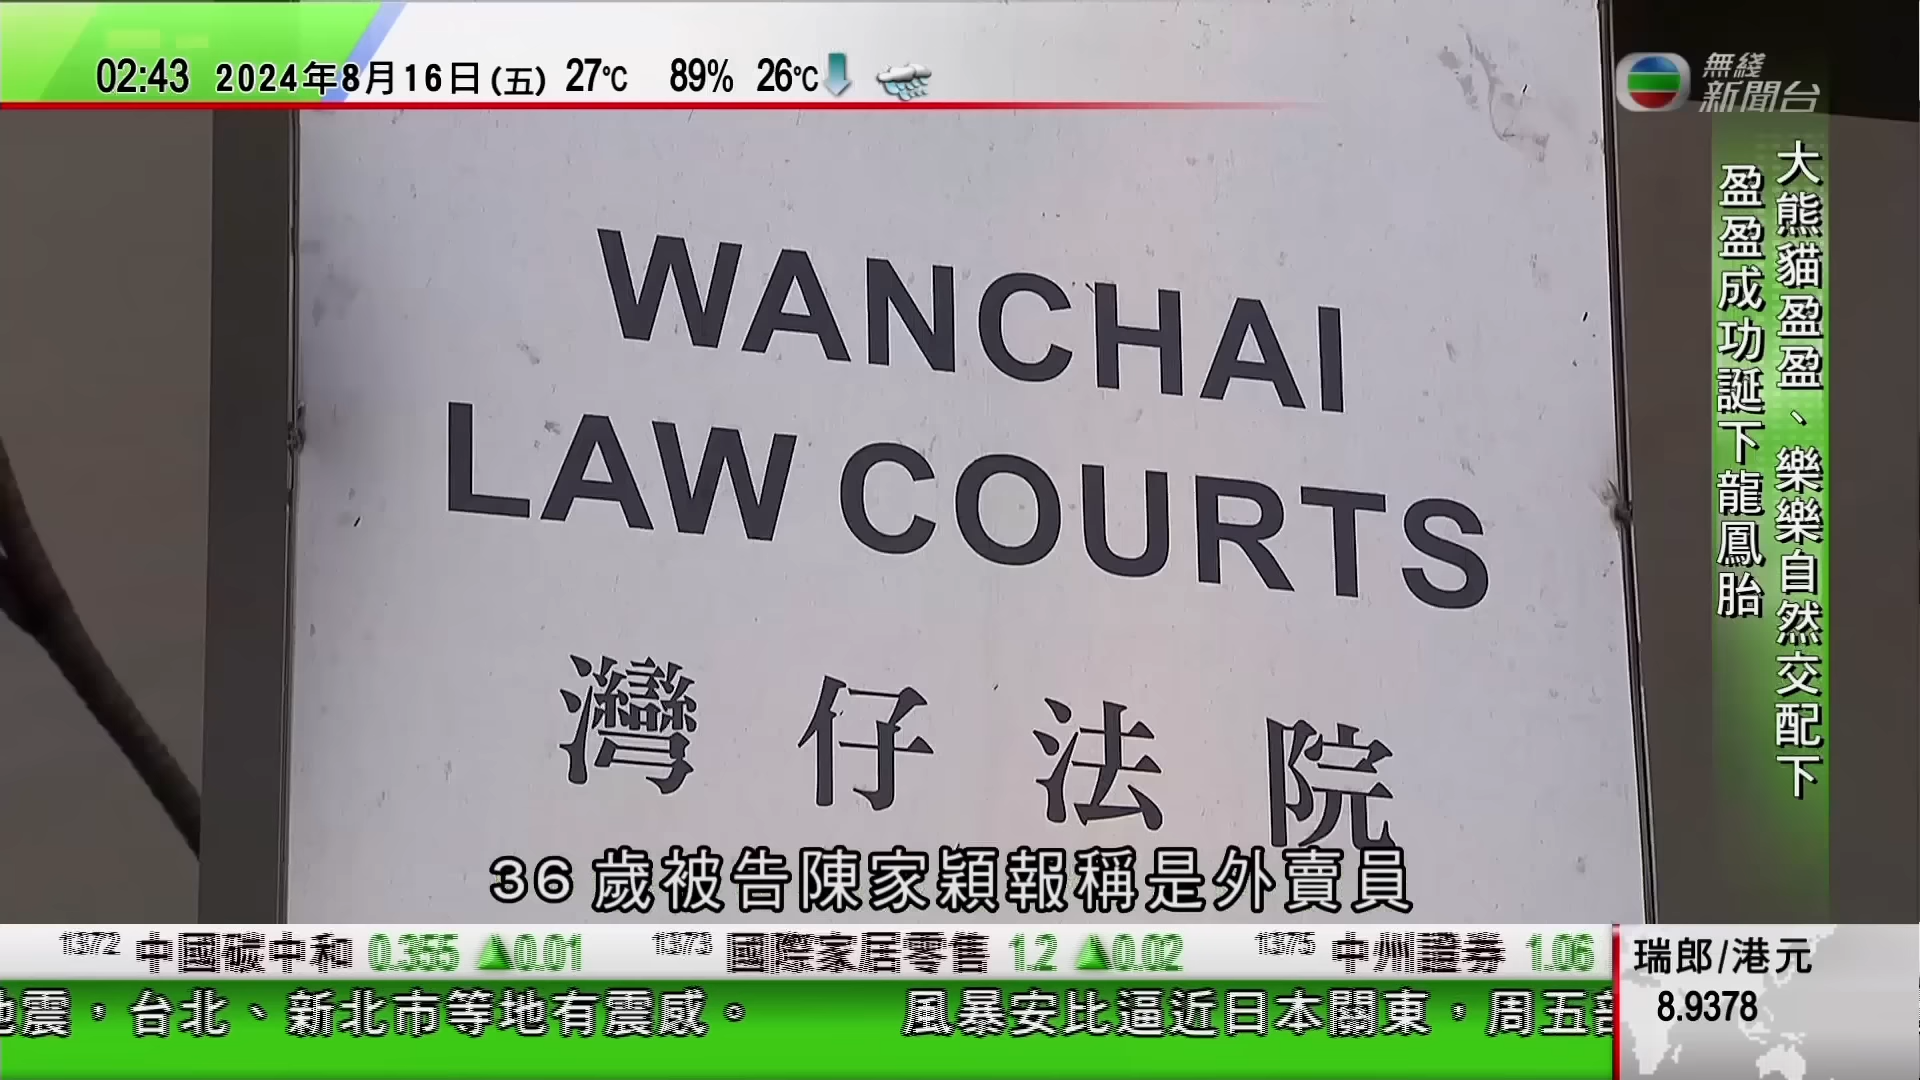 02:43 2024年8月16日(五) 27℃ 89% 26℃
無綫
新聞台
大熊貓盈盈、樂樂自然交配下
盈盈成功誕下龍鳳胎
WANCHAI
LAW COURTS
灣仔法院
36歲被告陳家穎報稱是外賣員
1372 中國碳中和 0.355 ▲0.01 1373 國際家居零售 1.2 ▲0.02 1375 中州證券 1.06
地震。台北、新北市等地有震感。 風暴安比逼近日本關東。周五部
瑞郎/港元
8.9378